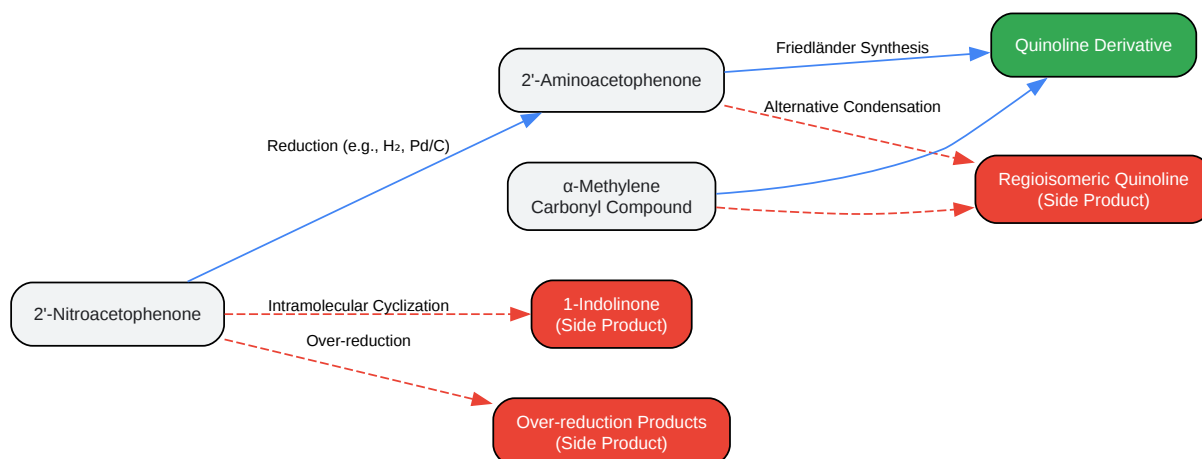 Friedländer Synthesis
Quinoline Derivative
2'-Aminoacetophenone
Alternative Condensation
Reduction (e.g., H₂, Pd/C)
α-Methylene
Carbonyl Compound
Regioisomeric Quinoline
(Side Product)
2'-Nitroacetophenone
Intramolecular Cyclization
1-Indolinone
(Side Product)
Over-reduction
Over-reduction Products
(Side Product)